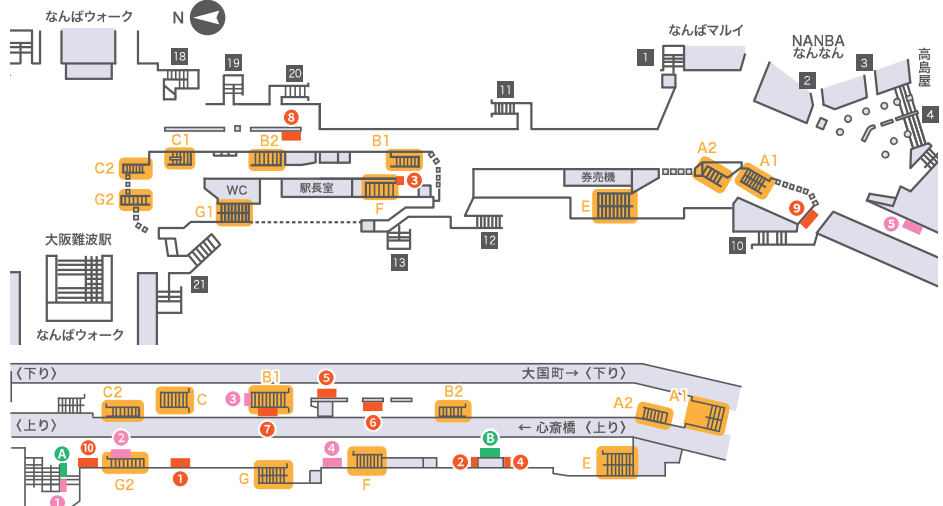 なんばウォーク
N
なんばマルイ
NANBA
なんなん
高島屋
18
19
20
11
1
2
3
4
8
C1
B2
B1
A2
A1
C2
G2
WC
駅長室
3
F
G1
券売機
E
9
5
10
12
13
21
大阪難波駅
なんばウォーク
〈下り〉
大国町→〈下り〉
C2
C
3
B1
5
B2
A2
A1
7
6
〈上り〉
← 心斎橋〈上り〉
A
10
2
4
B
1
G2
1
G
F
2
4
E